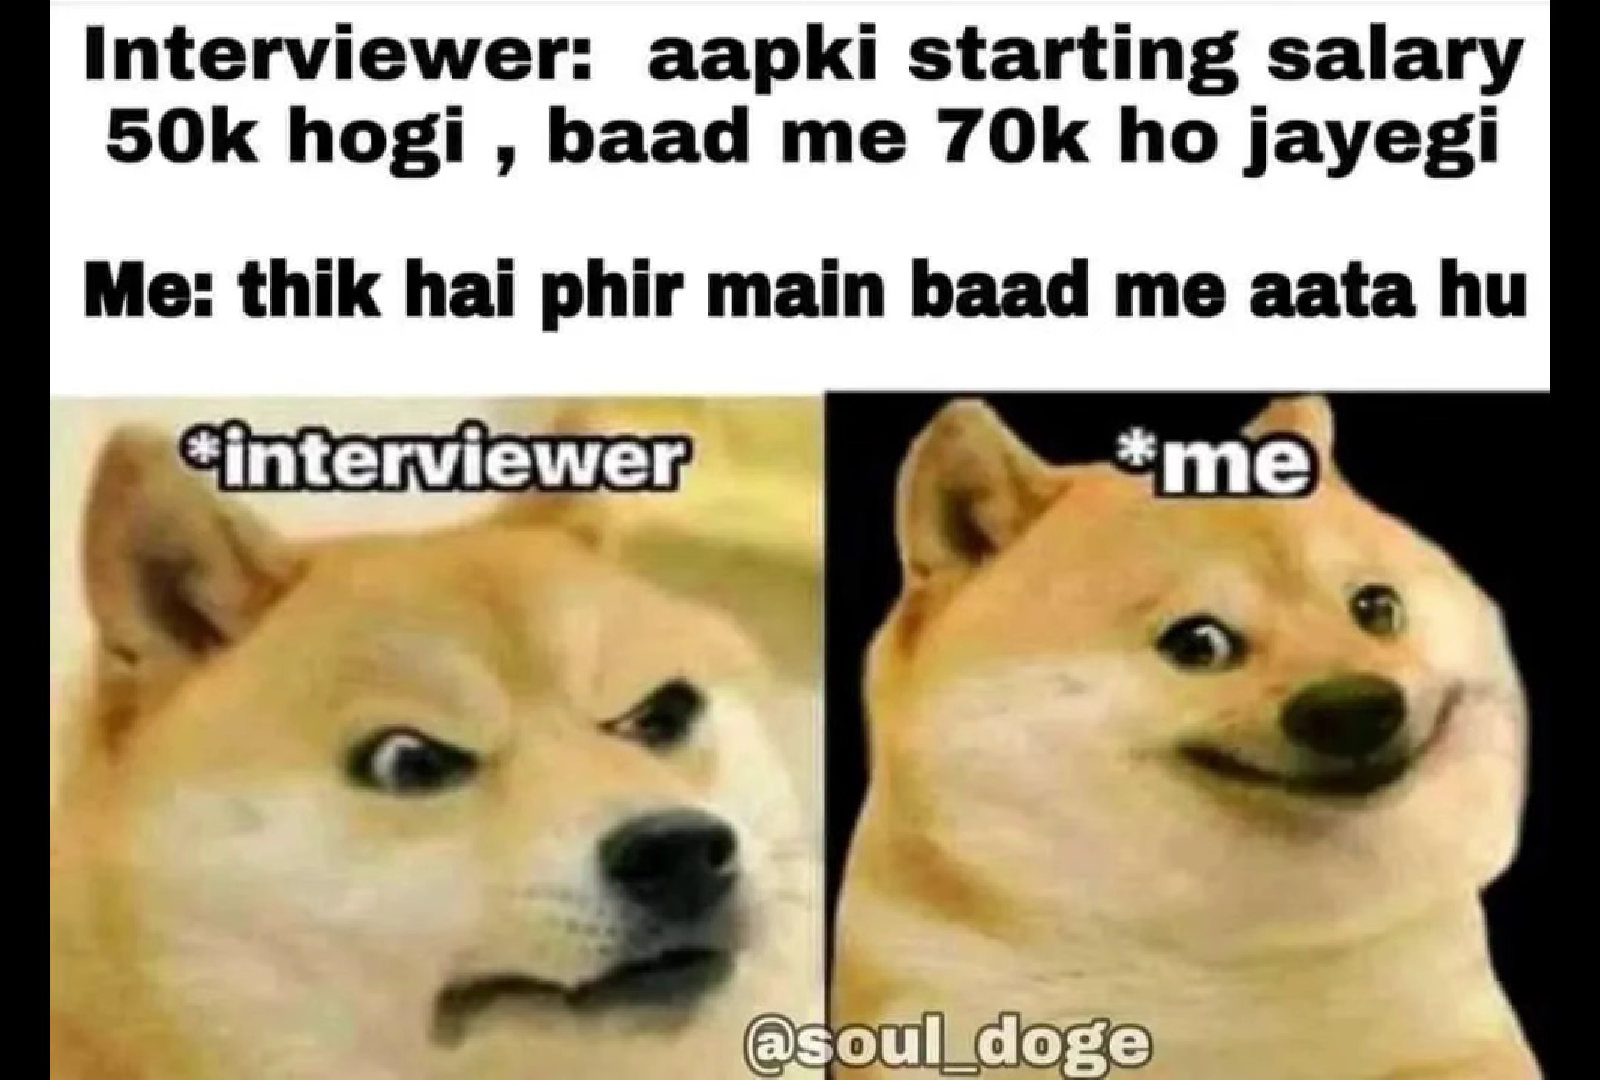 Interviewer: aapki starting salary
50k hogi , baad me 70k ho jayegi
Me: thik hai phir main baad me aata hu
*interviewer
*me
@soul_doge